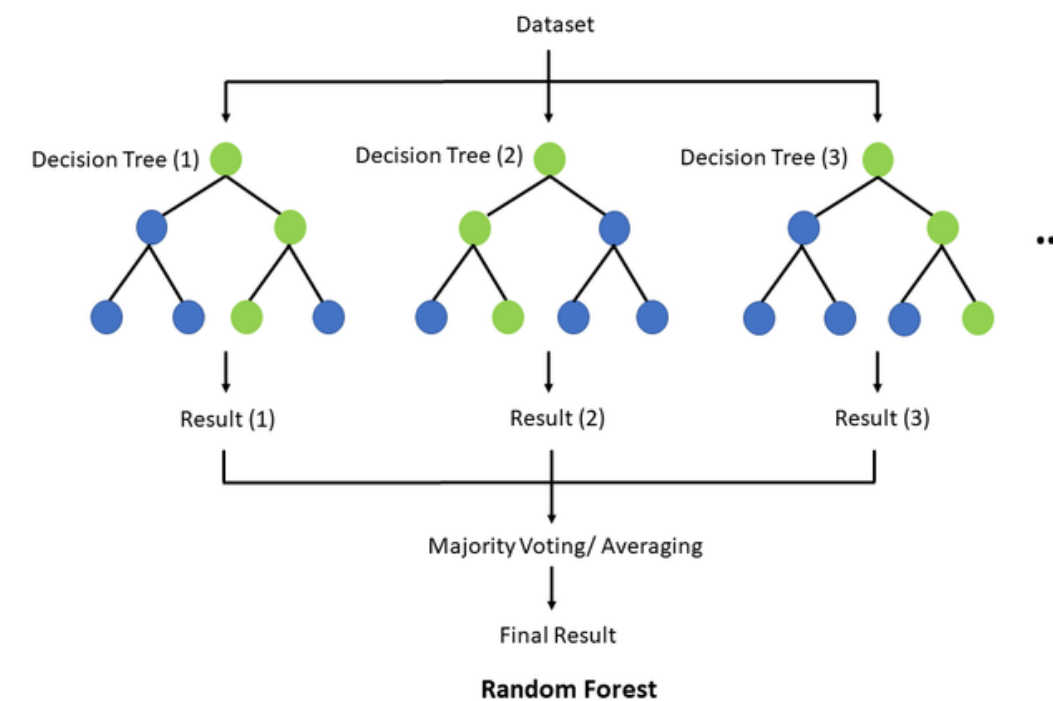 Dataset
Decision Tree (1)
Decision Tree (2)
Decision Tree (3)
..
Result (1)
Result (2)
Result (3)
Majority Voting/ Averaging
Final Result
Random Forest